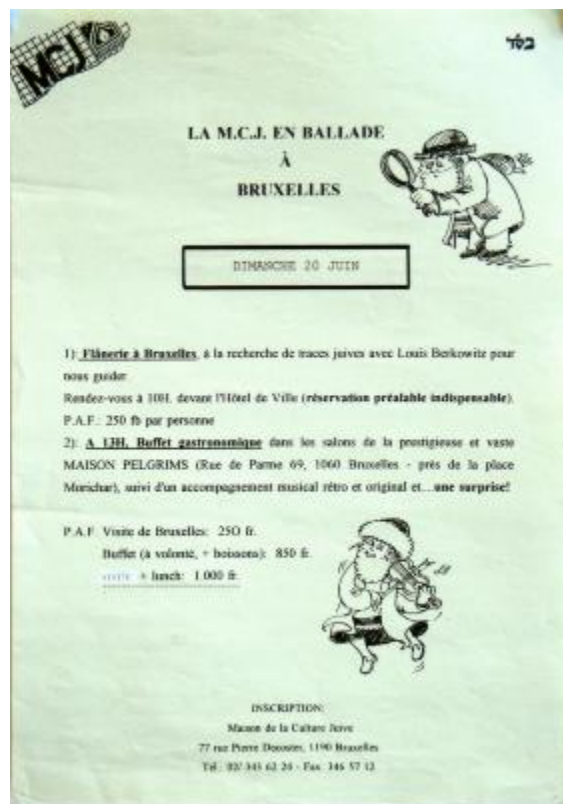 MCJ
בס"ד
LA M.C.J. EN BALLADE
À
BRUXELLES
DIMANCHE 20 JUIN
1): Flânerie à Bruxelles, à la recherche de traces juives avec Louis Berkowitz pour
nous guider.
Rendez-vous à 10H. devant l'Hôtel de Ville (réservation préalable indispensable).
P.A.F.: 250 fb par personne
2): A 13H, Buffet gastronomique dans les salons de la prestigieuse et vaste
MAISON PELGRIMS (Rue de Parme 69, 1060 Bruxelles - près de la place
Morichar), suivi d'un accompagnement musical rétro et original et... une surprise!
P.A.F. Visite de Bruxelles: 250 fr.
Buffet (à volonté, + boissons): 850 fr.
visite + lunch: 1.000 fr.
INSCRIPTION:
Maison de la Culture Juive
77 rue Pierre Decoster, 1190 Bruxelles
Tél: 02/ 345 62 24 - Fax 346 57 12